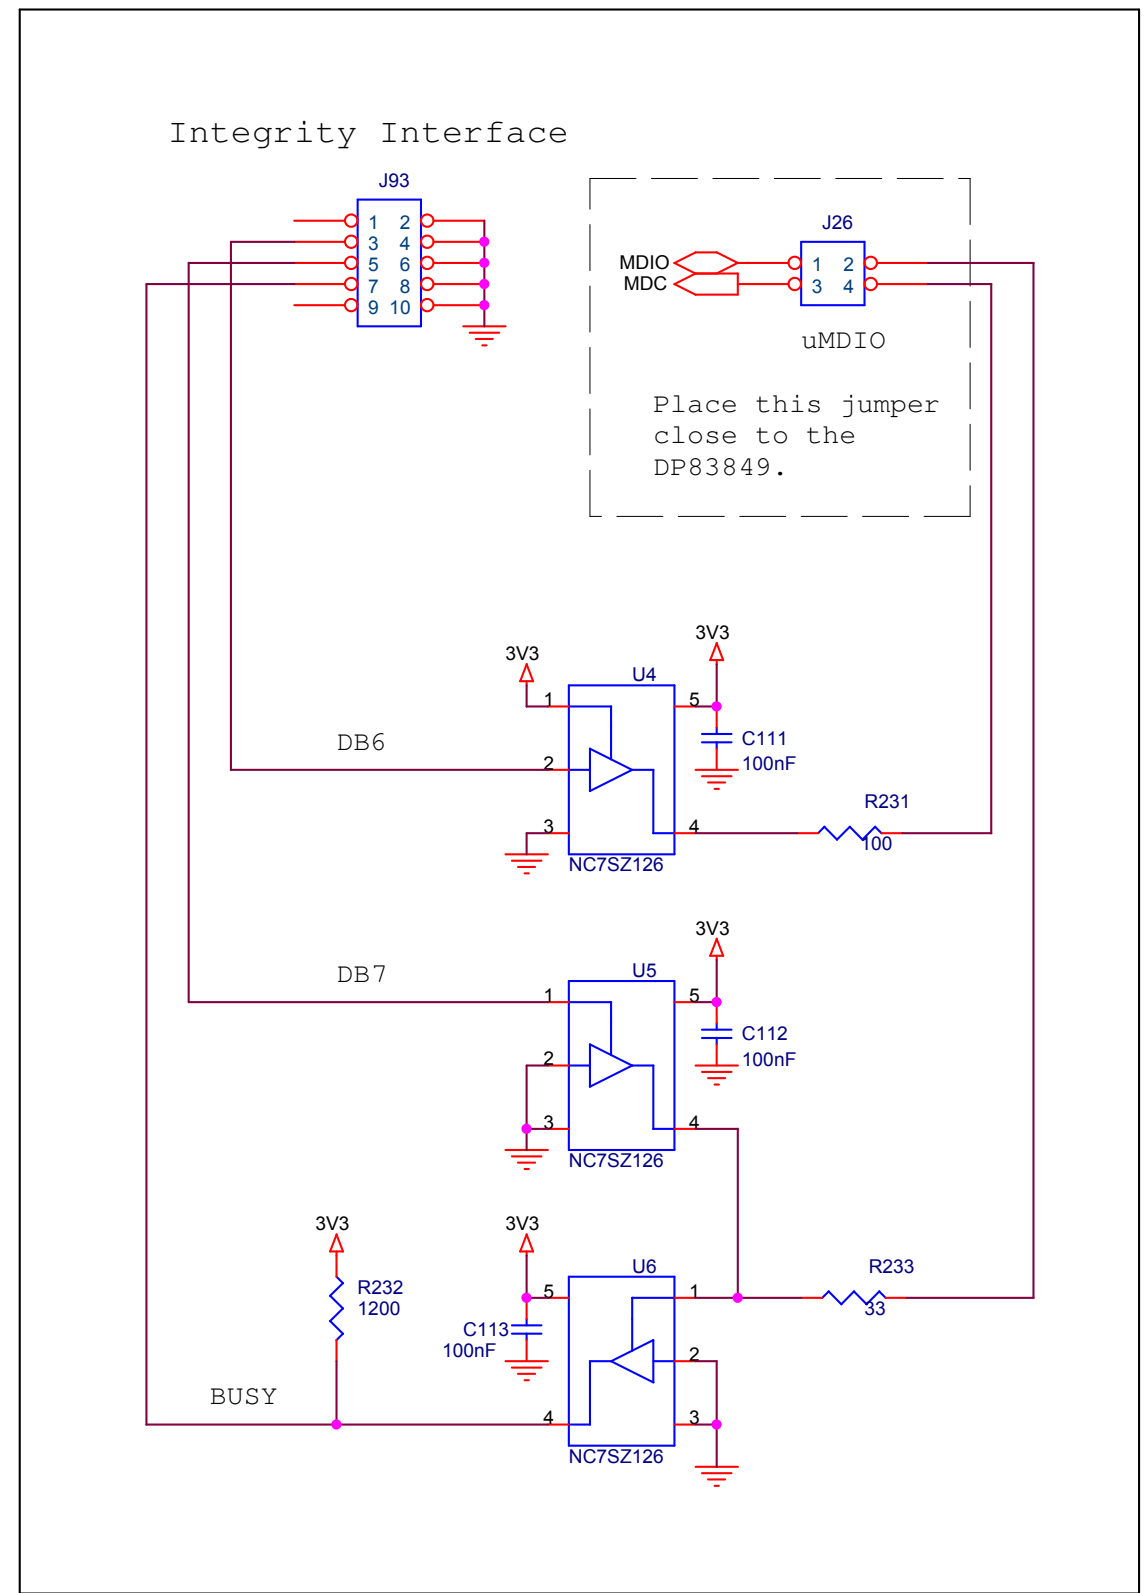 Integrity Interface
J93
1 2
3 4
5 6
7 8
9 10
J26
MDIO 1 2
MDC 3 4
uMDIO
Place this jumper
close to the
DP83849.
3V3
3V3
U4
1 5
C111
100nF
DB6
2
R231
100
3 4
NC7SZ126
3V3
DB7
U5
1 5
C112
100nF
2
3 4
NC7SZ126
3V3
3V3
R232
1200
U6
5 1
R233
33
C113
100nF
2
BUSY
4 3
NC7SZ126